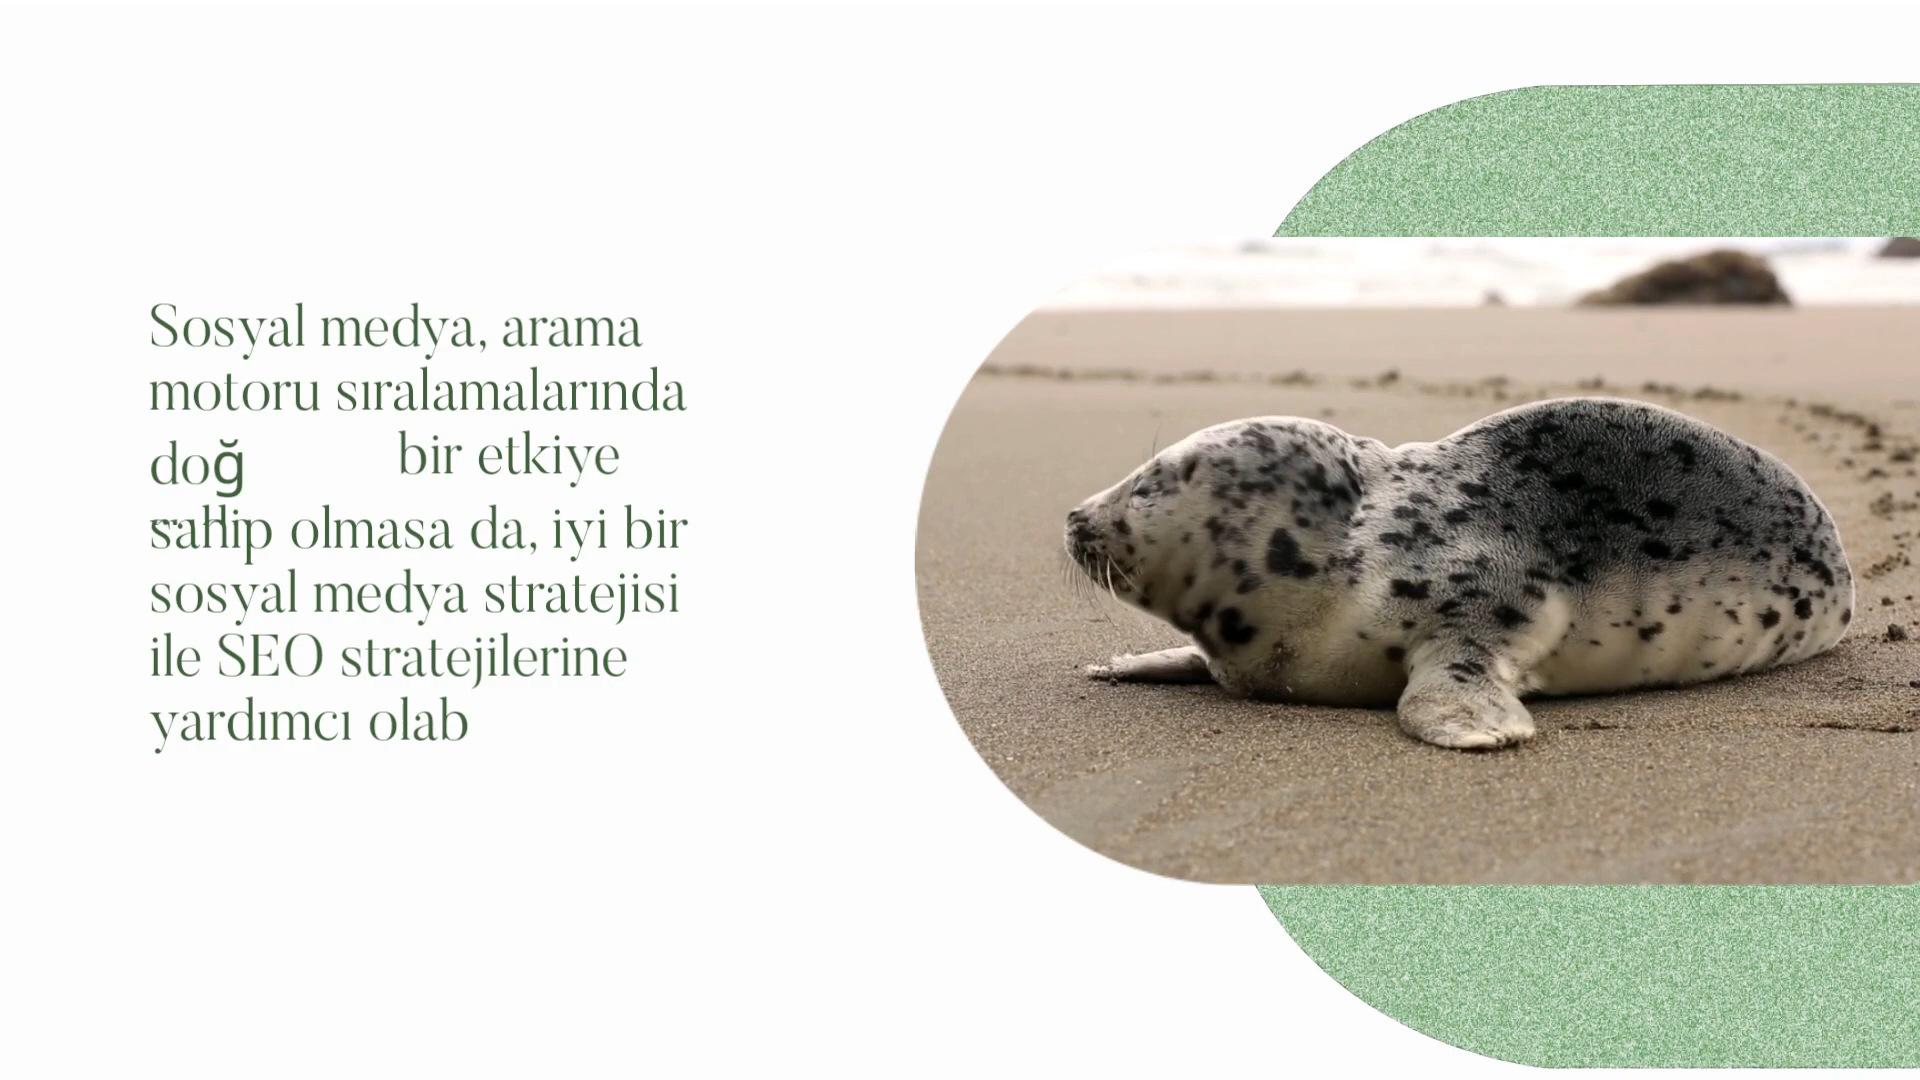 Sosyal medya, arama
motoru sıralamalarında
doğ bir etkiye
sahip olmasa da, iyi bir
sosyal medya stratejisi
ile SEO stratejilerine
yardımcı olab